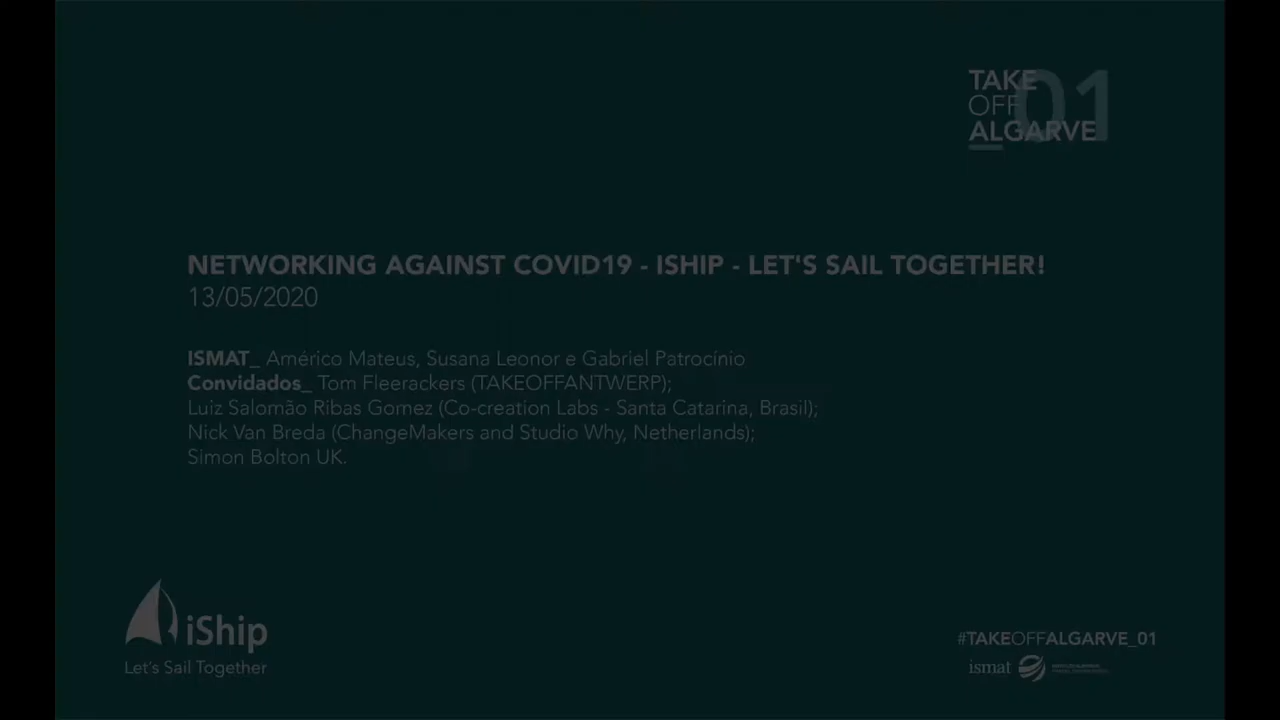 TAKE
OFF 01
ALGARVE
NETWORKING AGAINST COVID19 - ISHIP - LET'S SAIL TOGETHER!
13/05/2020
ISMAT_ Américo Mateus, Susana Leonor e Gabriel Patrocínio
Convidados_ Tom Fleerackers (TAKEOFFANTWERP);
Luiz Salomão Ribas Gomez (Co-creation Labs - Santa Catarina, Brasil);
Nick Van Breda (ChangeMakers and Studio Why, Netherlands);
Simon Bolton UK.
iShip
Let's Sail Together
#TAKEOFFALGARVE_01
ismat